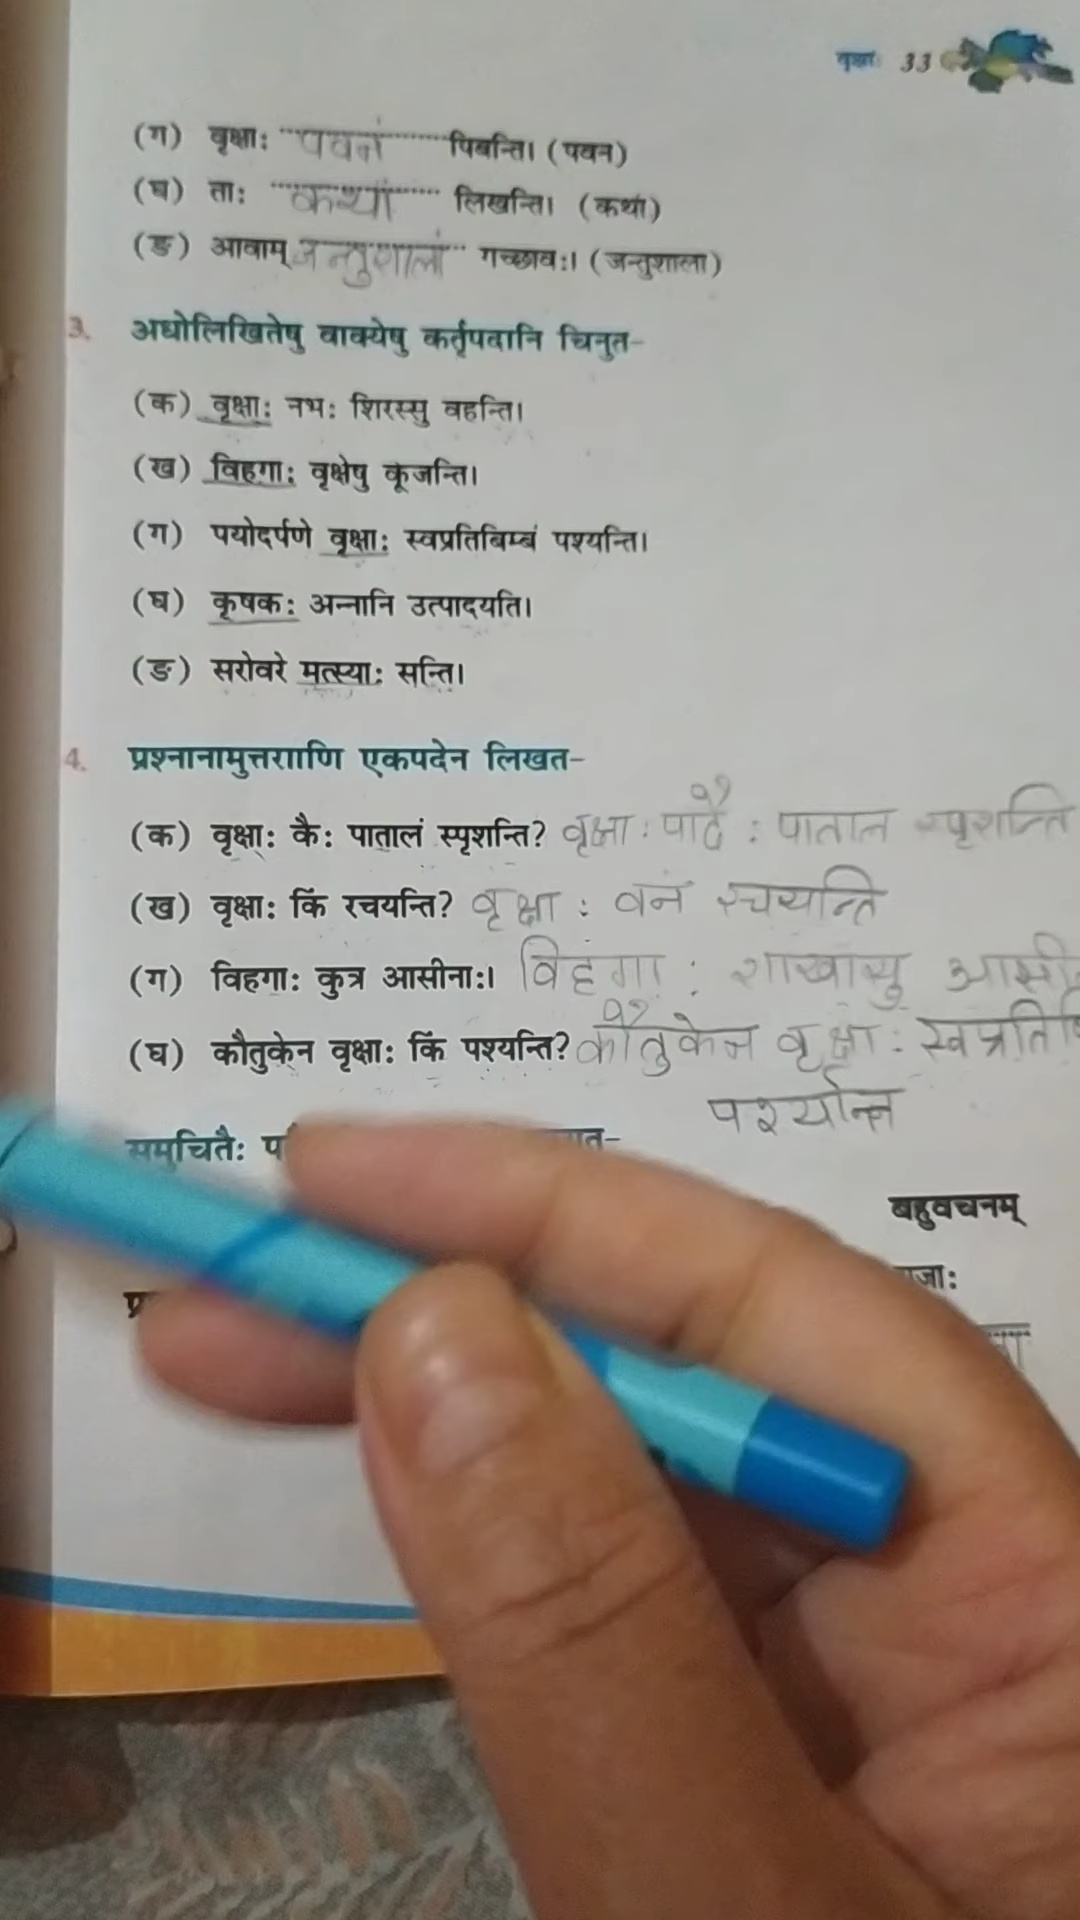 वृक्षाः 33
(ग) वृक्षाः पवनं पिबन्ति। (पवन)
(घ) ताः कथां लिखन्ति। (कथा)
(ङ) आवाम् जन्तुशालां गच्छावः। (जन्तुशाला)
3. अधोलिखितेषु वाक्येषु कर्तृपदानि चिनुत-
(क) वृक्षाः नभः शिरस्सु वहन्ति।
(ख) विहगाः वृक्षेषु कूजन्ति।
(ग) पयोदर्पणे वृक्षाः स्वप्रतिबिम्बं पश्यन्ति।
(घ) कृषकः अन्नानि उत्पादयति।
(ङ) सरोवरे मत्स्याः सन्ति।
4. प्रश्नानामुत्तरााणि एकपदेन लिखत-
(क) वृक्षाः कैः पातालं स्पृशन्ति? वृक्षाः पादैः पाताल स्पृशन्ति
(ख) वृक्षाः किं रचयन्ति? वृक्षाः वनं रचयन्ति
(ग) विहगाः कुत्र आसीनाः। विहंगाः शाखासु आसी
(घ) कौतुकेन वृक्षाः किं पश्यन्ति? कौतुकेन वृक्षाः स्वप्रति
पश्यन्ति
समुचितैः
बहुवचनम्